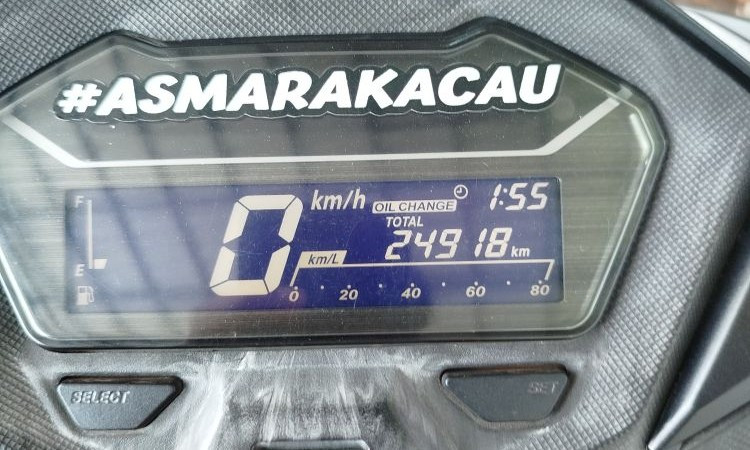 #ASMARAKACAU
F
km/h
OIL CHANGE
1:55
TOTAL
24918 km
0
km/L
E
0 20 40 60 80
SELECT
SET